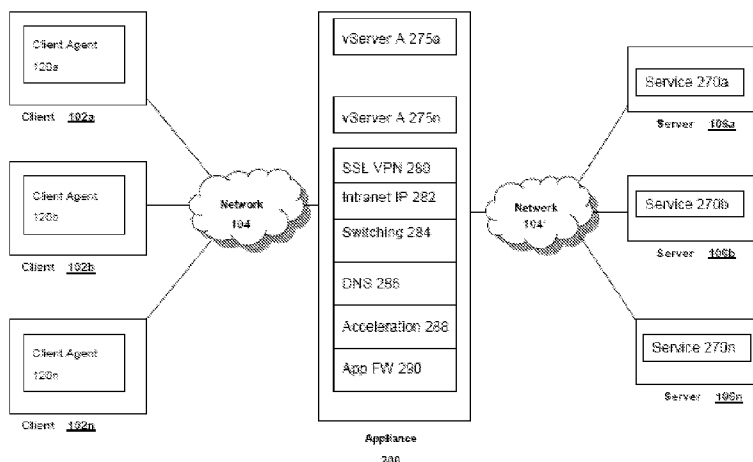 Client Agent
120a
Client 102a
Client Agent
120b
Client 102b
Client Agent
120n
Client 102n
Network
104
vServer A 275a
vServer A 275n
SSL VPN 280
Intranet IP 282
Switching 284
DNS 286
Acceleration 288
App FW 290
Appliance
200
Network
104'
Service 270a
Server 106a
Service 270b
Server 106b
Service 270n
Server 106n